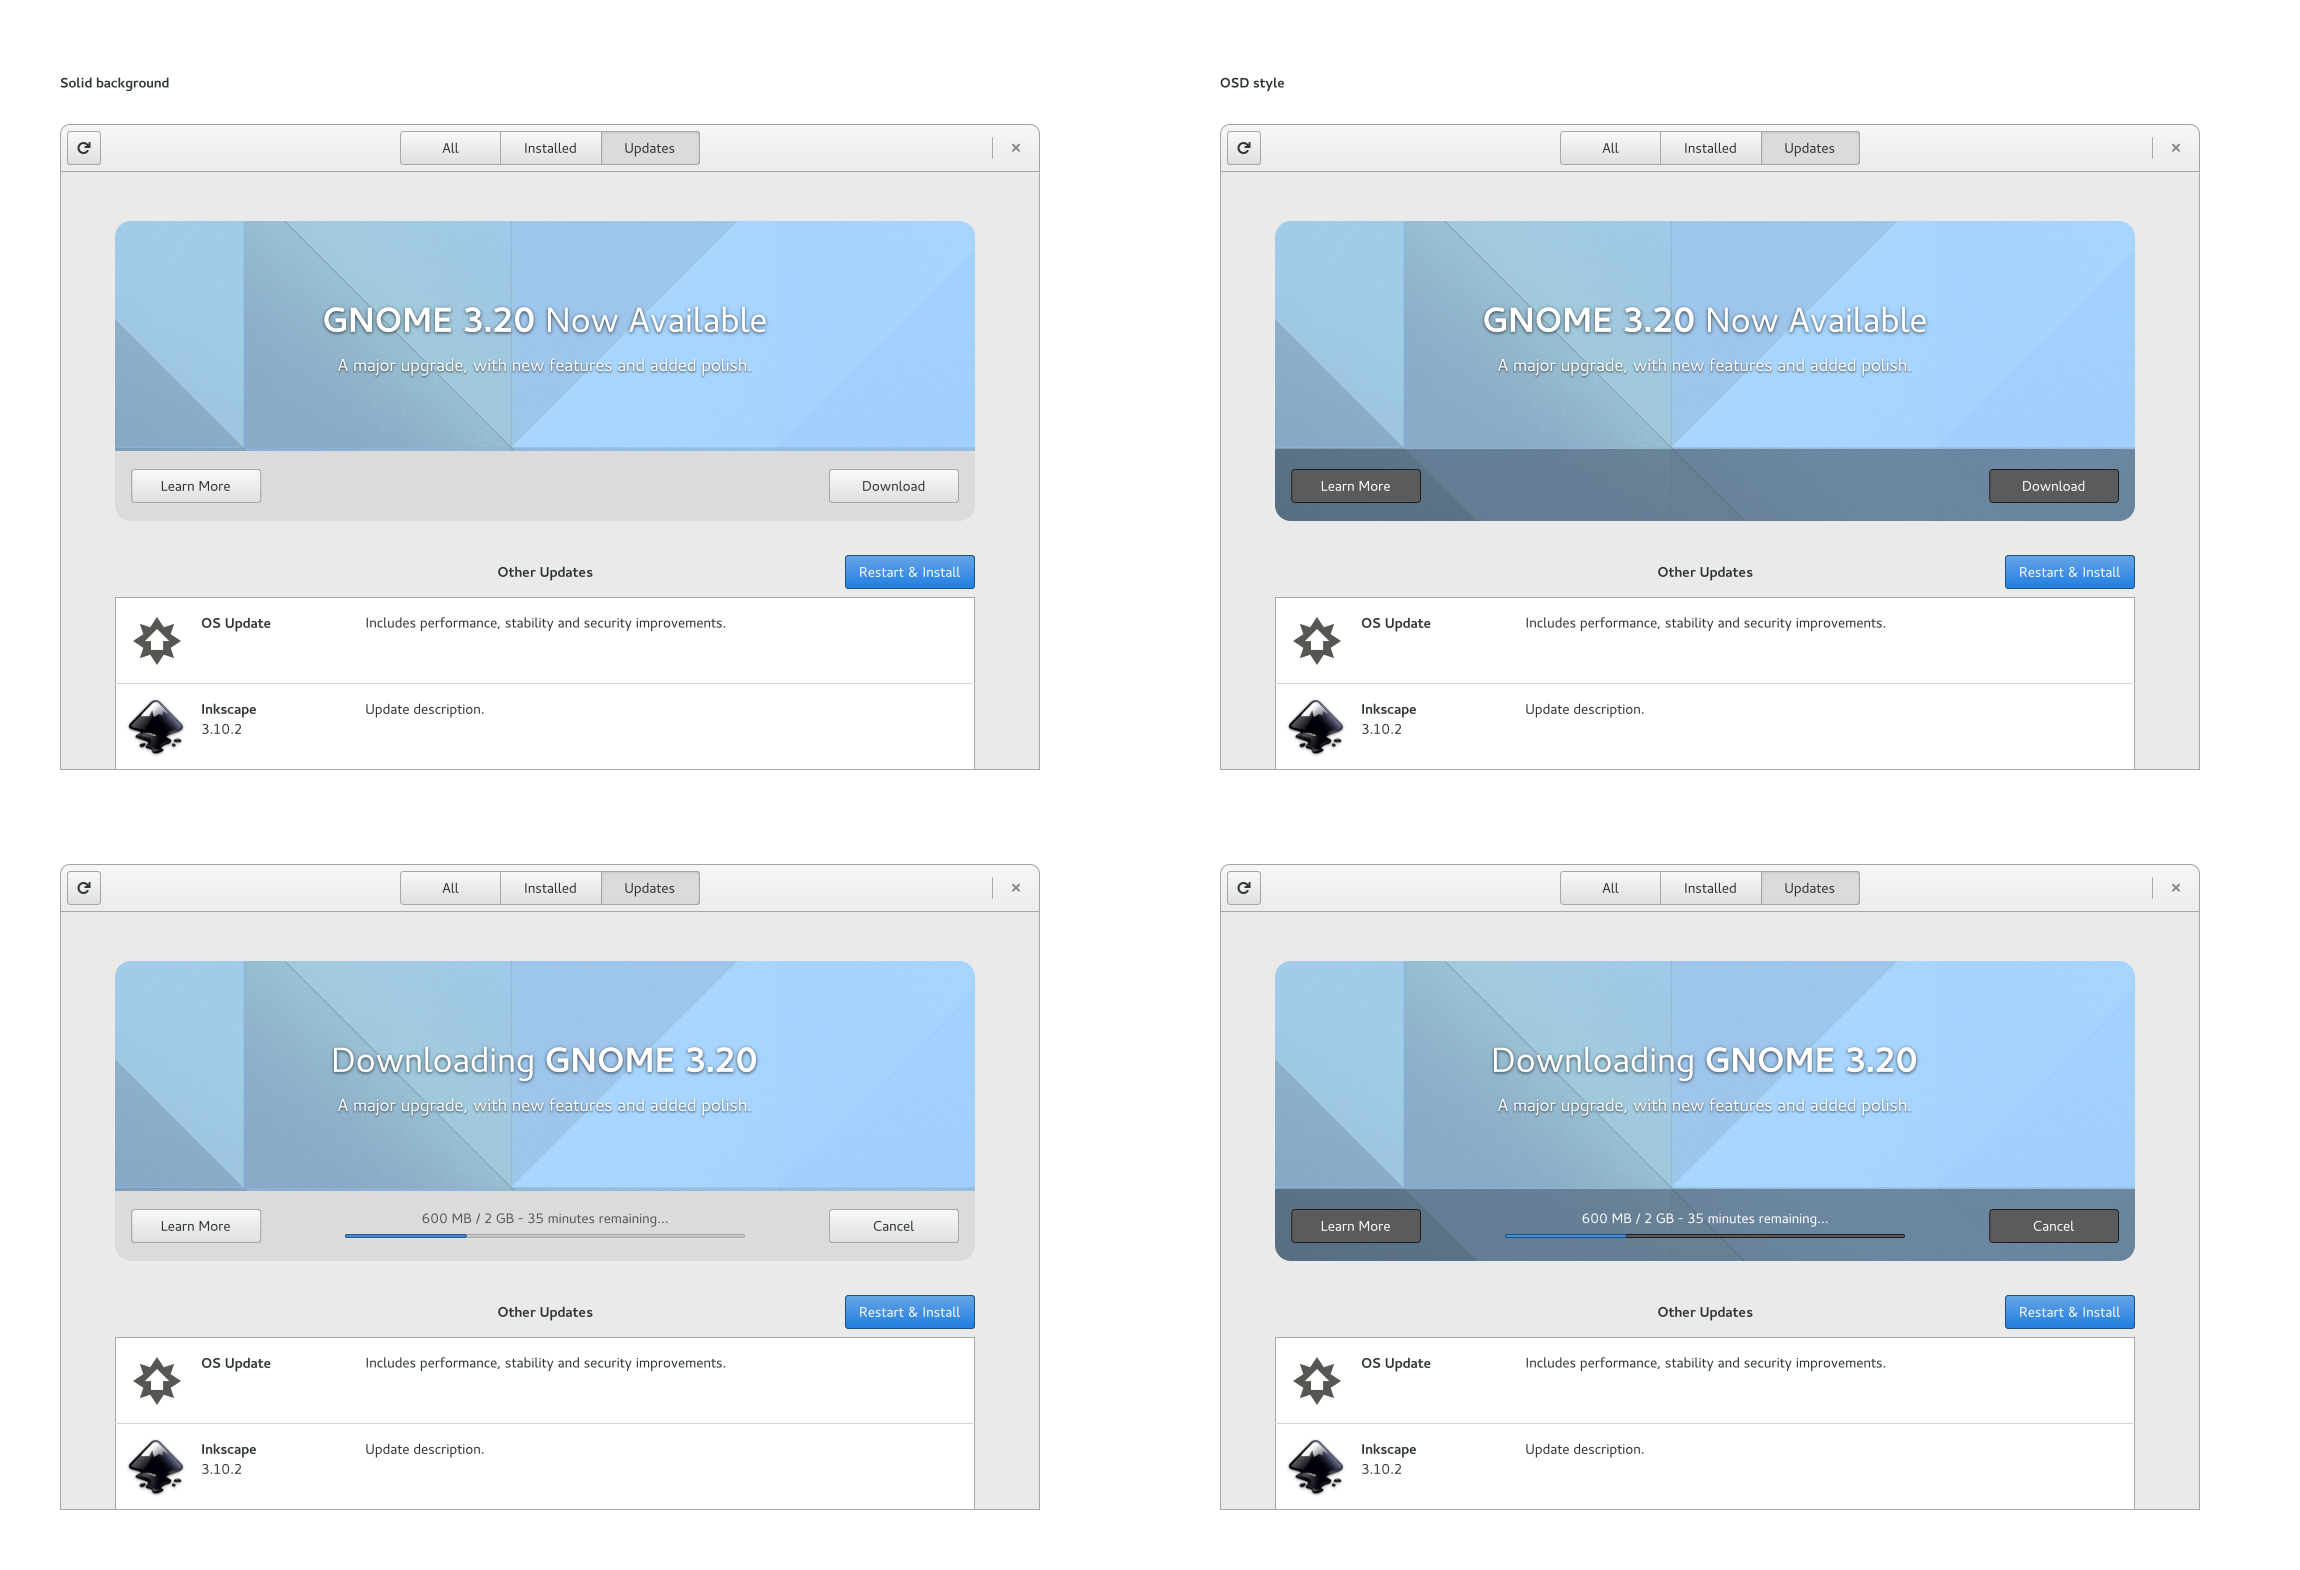 Solid background
All Installed Updates
GNOME 3.20 Now Available
A major upgrade, with new features and added polish.
Learn More Download
Other Updates Restart & Install
OS Update Includes performance, stability and security improvements.
Inkscape Update description.
3.10.2
OSD style
All Installed Updates
GNOME 3.20 Now Available
A major upgrade, with new features and added polish.
Learn More Download
Other Updates Restart & Install
OS Update Includes performance, stability and security improvements.
Inkscape Update description.
3.10.2
All Installed Updates
Downloading GNOME 3.20
A major upgrade, with new features and added polish.
Learn More 600 MB / 2 GB - 35 minutes remaining... Cancel
Other Updates Restart & Install
OS Update Includes performance, stability and security improvements.
Inkscape Update description.
3.10.2
All Installed Updates
Downloading GNOME 3.20
A major upgrade, with new features and added polish.
Learn More 600 MB / 2 GB - 35 minutes remaining... Cancel
Other Updates Restart & Install
OS Update Includes performance, stability and security improvements.
Inkscape Update description.
3.10.2